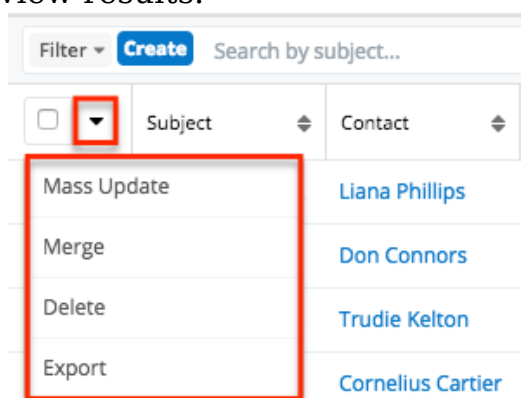 view results.
Filter Create Search by subject...
Subject Contact
Mass Update Liana Phillips
Merge Don Connors
Delete Trudie Kelton
Export Cornelius Cartier